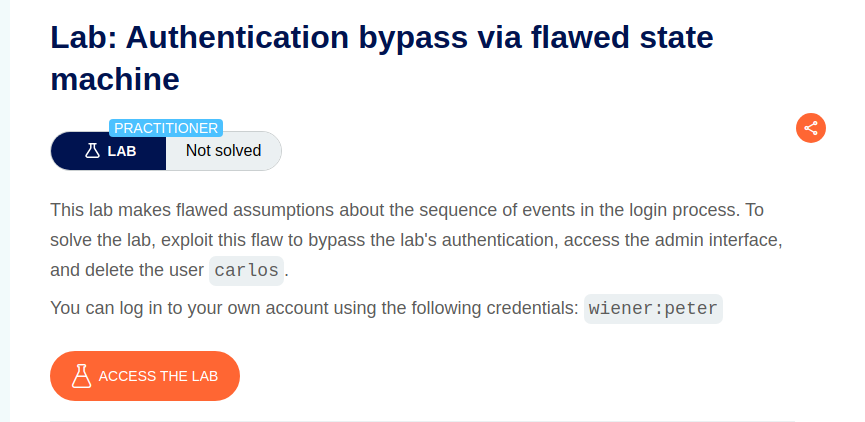 Lab: Authentication bypass via flawed state
machine
PRACTITIONER
LAB
Not solved
This lab makes flawed assumptions about the sequence of events in the login process. To
solve the lab, exploit this flaw to bypass the lab's authentication, access the admin interface,
and delete the user carlos.
You can log in to your own account using the following credentials: wiener:peter
ACCESS THE LAB